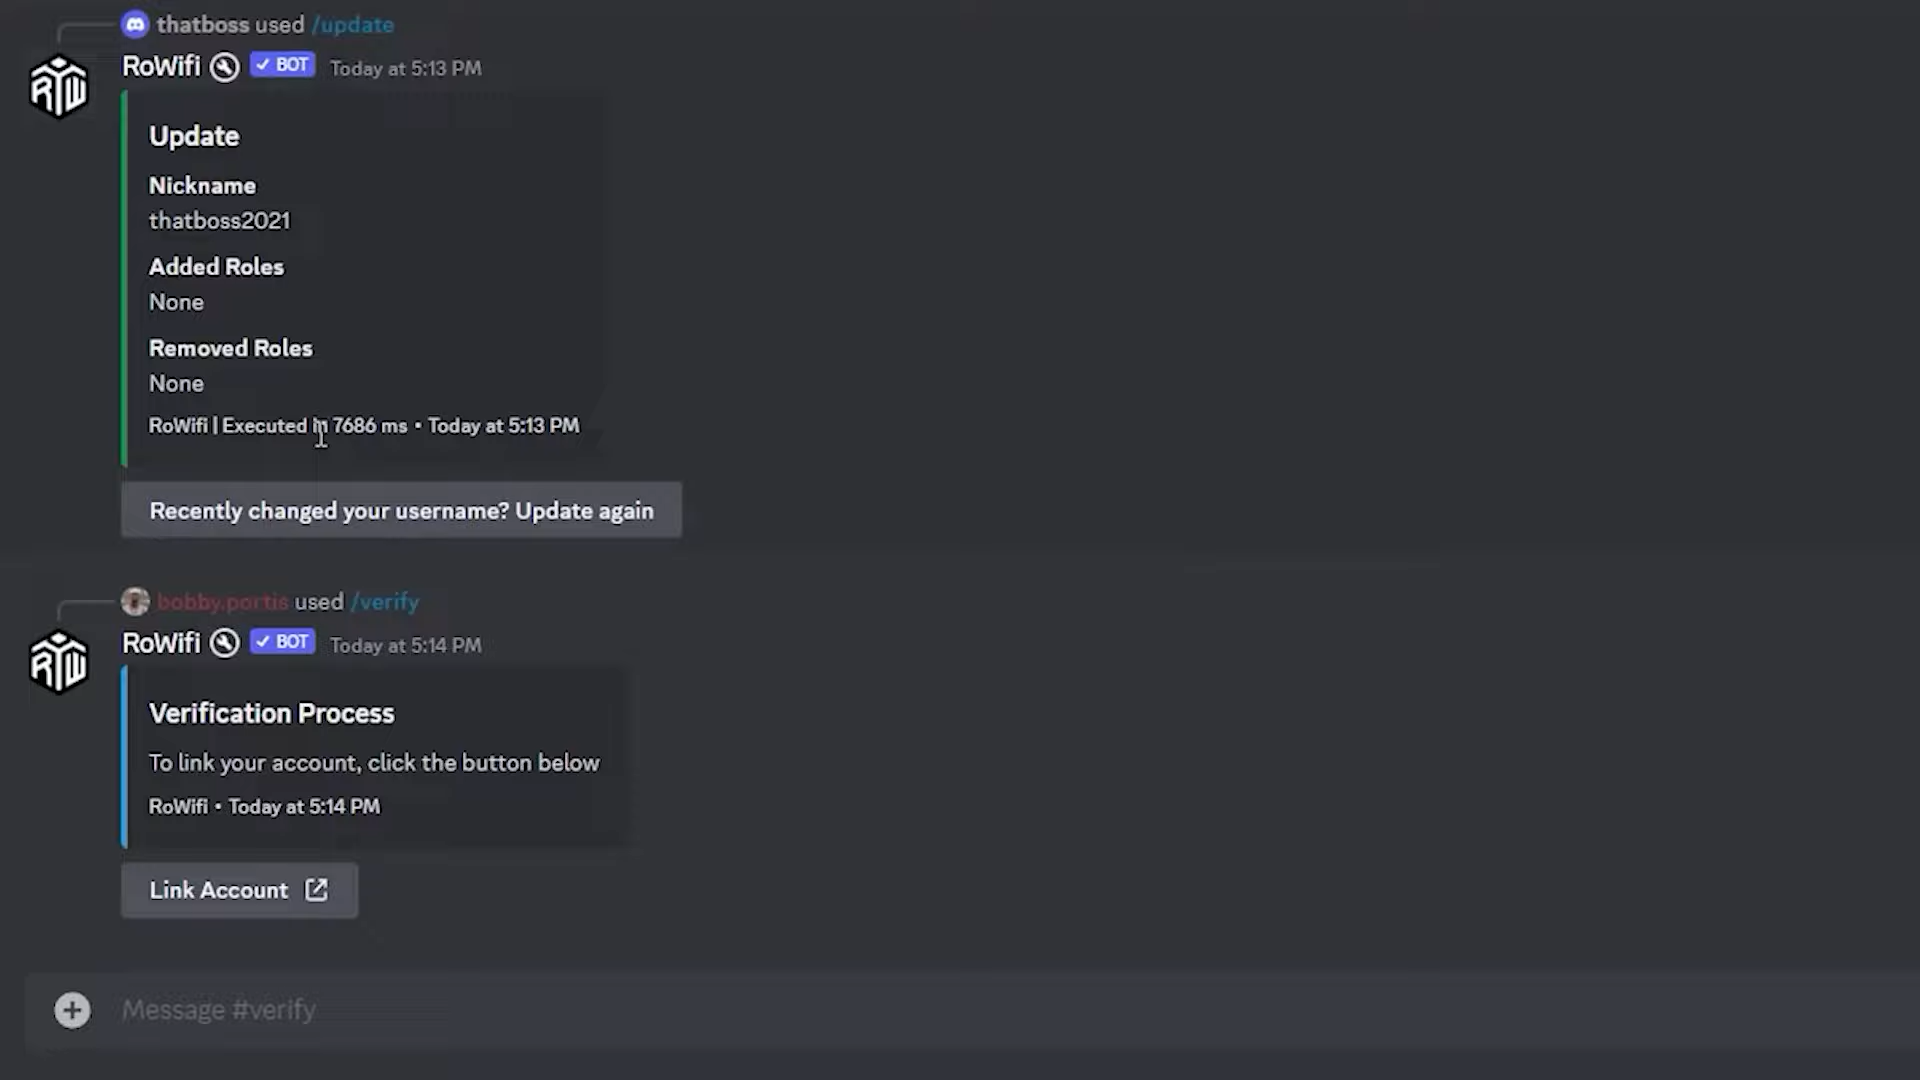 thatboss used /update
RoWifi BOT Today at 5:13 PM
Update
Nickname
thatboss2021
Added Roles
None
Removed Roles
None
RoWifi | Executed in 7686 ms • Today at 5:13 PM
Recently changed your username? Update again
bobby.portis used /verify
RoWifi BOT Today at 5:14 PM
Verification Process
To link your account, click the button below
RoWifi • Today at 5:14 PM
Link Account
Message #verify